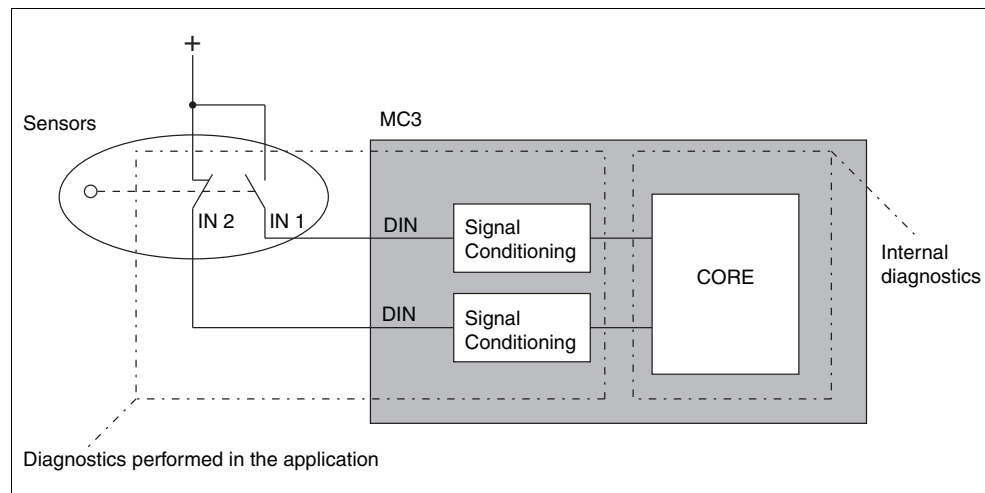 +
Sensors
MC3
IN 2
IN 1
DIN
Signal
Conditioning
DIN
Signal
Conditioning
CORE
Internal
diagnostics
Diagnostics performed in the application